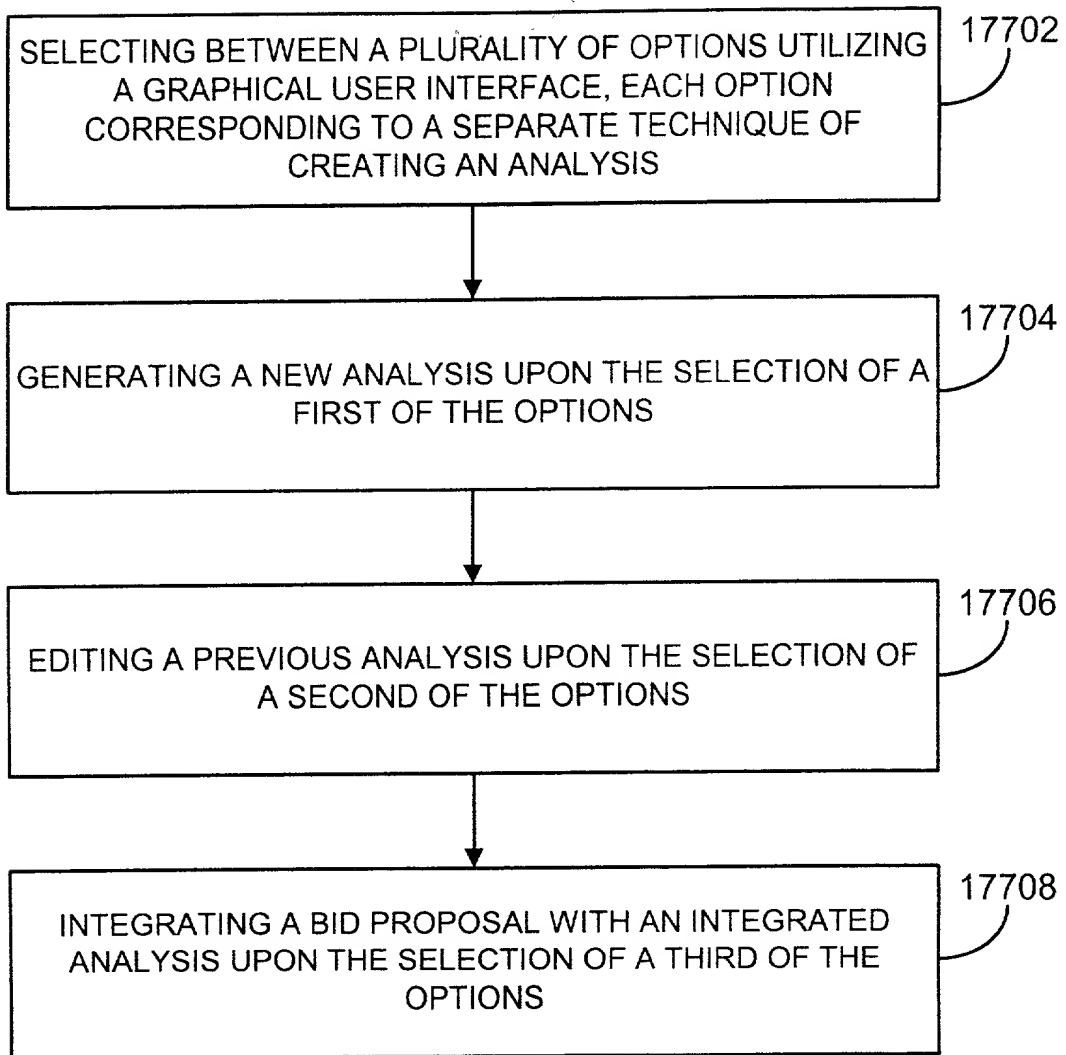 17702
SELECTING BETWEEN A PLURALITY OF OPTIONS UTILIZING
A GRAPHICAL USER INTERFACE, EACH OPTION
CORRESPONDING TO A SEPARATE TECHNIQUE OF
CREATING AN ANALYSIS
17704
GENERATING A NEW ANALYSIS UPON THE SELECTION OF A
FIRST OF THE OPTIONS
17706
EDITING A PREVIOUS ANALYSIS UPON THE SELECTION OF
A SECOND OF THE OPTIONS
17708
INTEGRATING A BID PROPOSAL WITH AN INTEGRATED
ANALYSIS UPON THE SELECTION OF A THIRD OF THE
OPTIONS